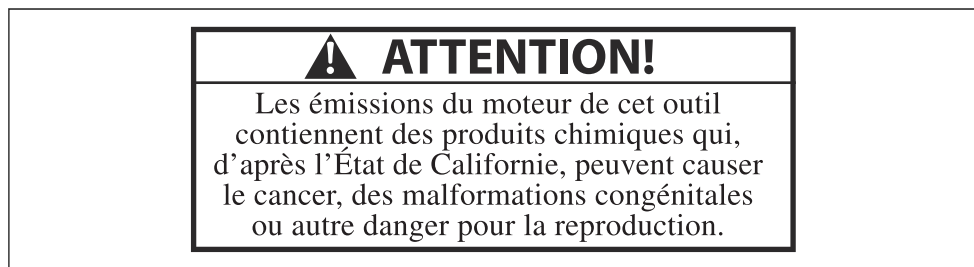 ATTENTION!
Les émissions du moteur de cet outil
contiennent des produits chimiques qui,
d'après l'État de Californie, peuvent causer
le cancer, des malformations congénitales
ou autre danger pour la reproduction.